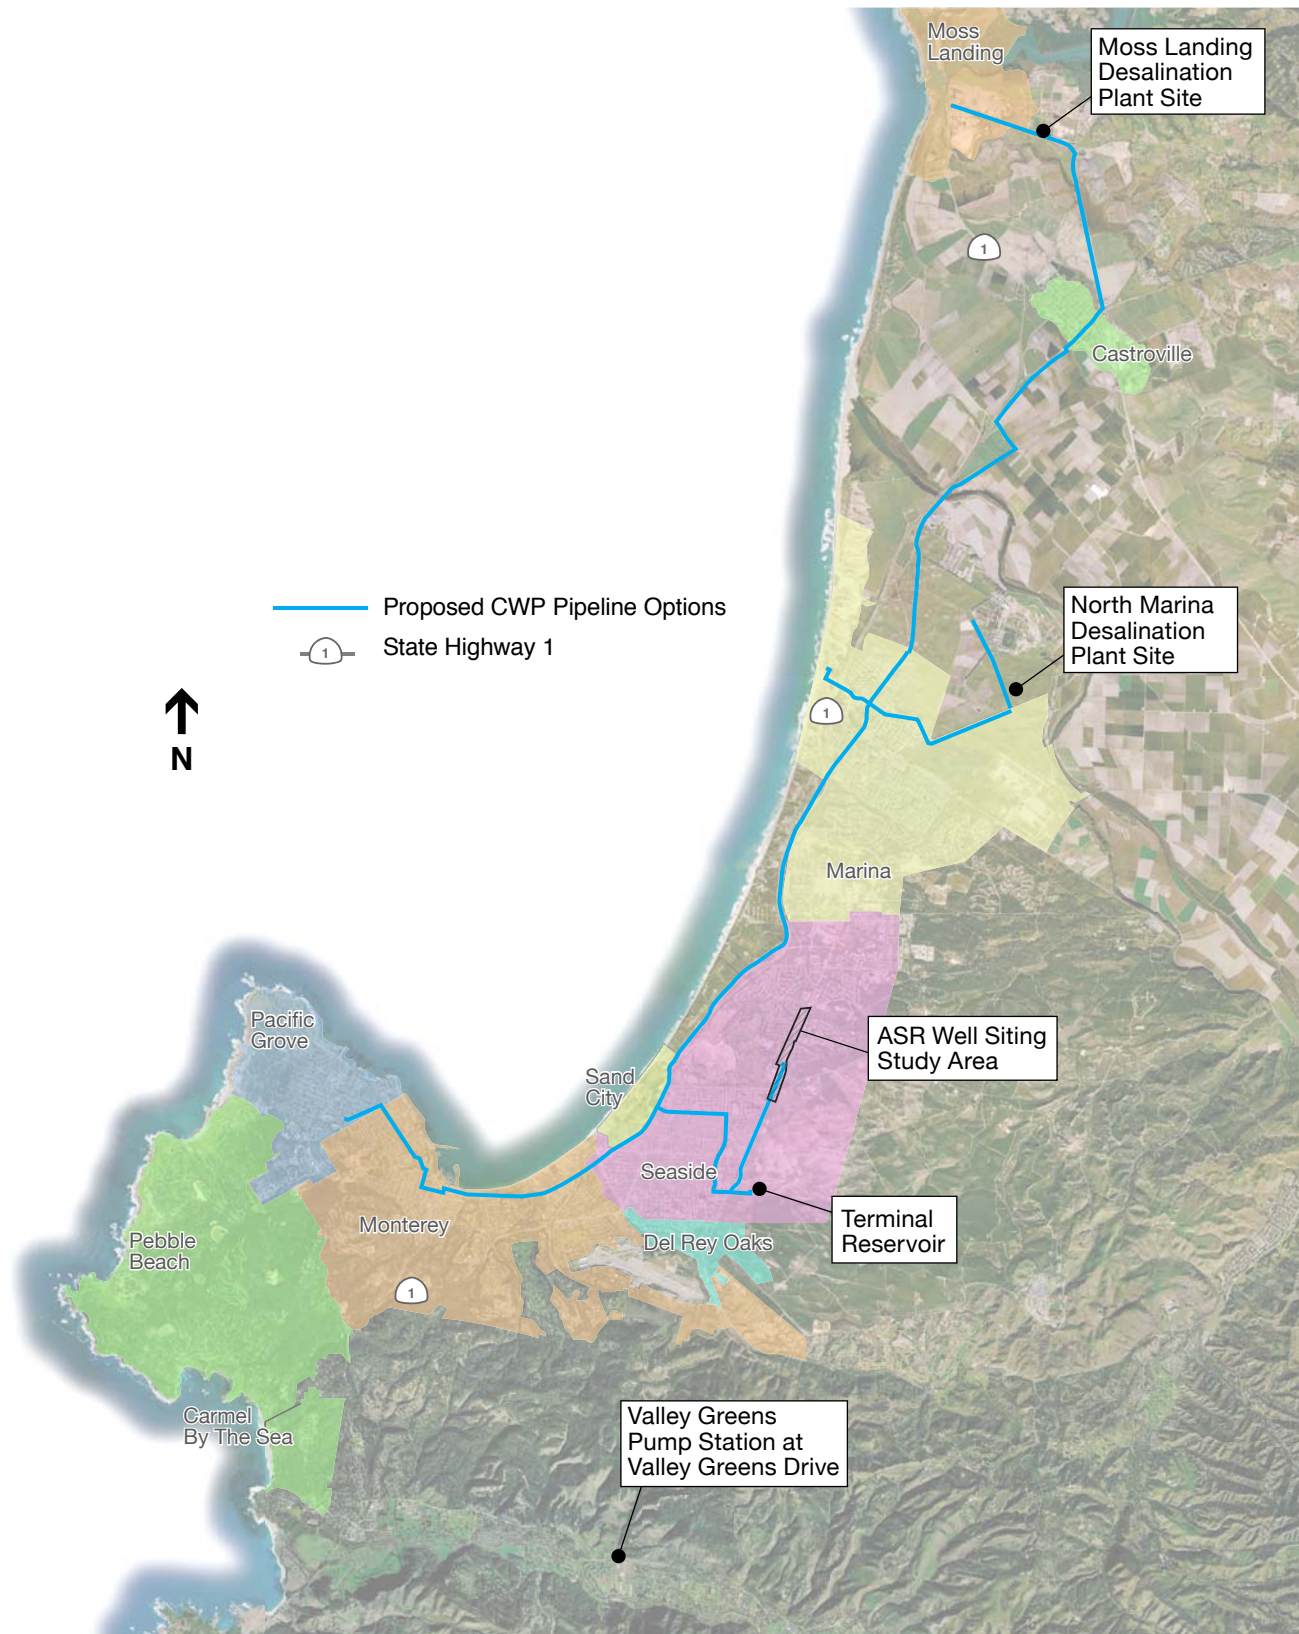 Moss
Landing
Moss Landing
Desalination
Plant Site
1
Castroville
Proposed CWP Pipeline Options
1
State Highway 1
North Marina
Desalination
Plant Site
N
1
Marina
Pacific
Grove
ASR Well Siting
Study Area
Sand
City
Seaside
Terminal
Reservoir
Monterey
Del Rey Oaks
Pebble
Beach
1
Carmel
By The Sea
Valley Greens
Pump Station at
Valley Greens Drive